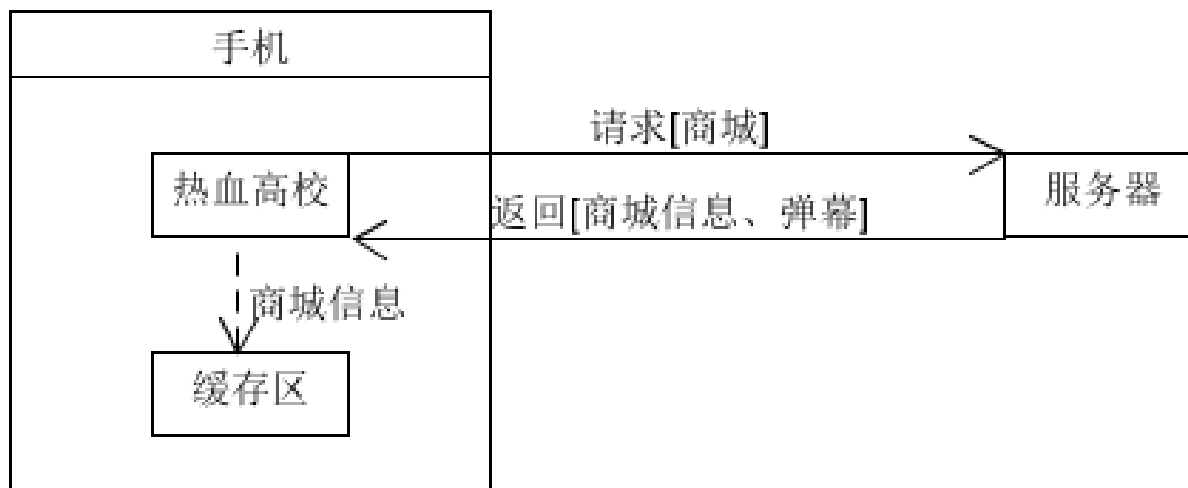 手机
请求[商城]
热血高校
服务器
返回[商城信息、弹幕]
商城信息
缓存区